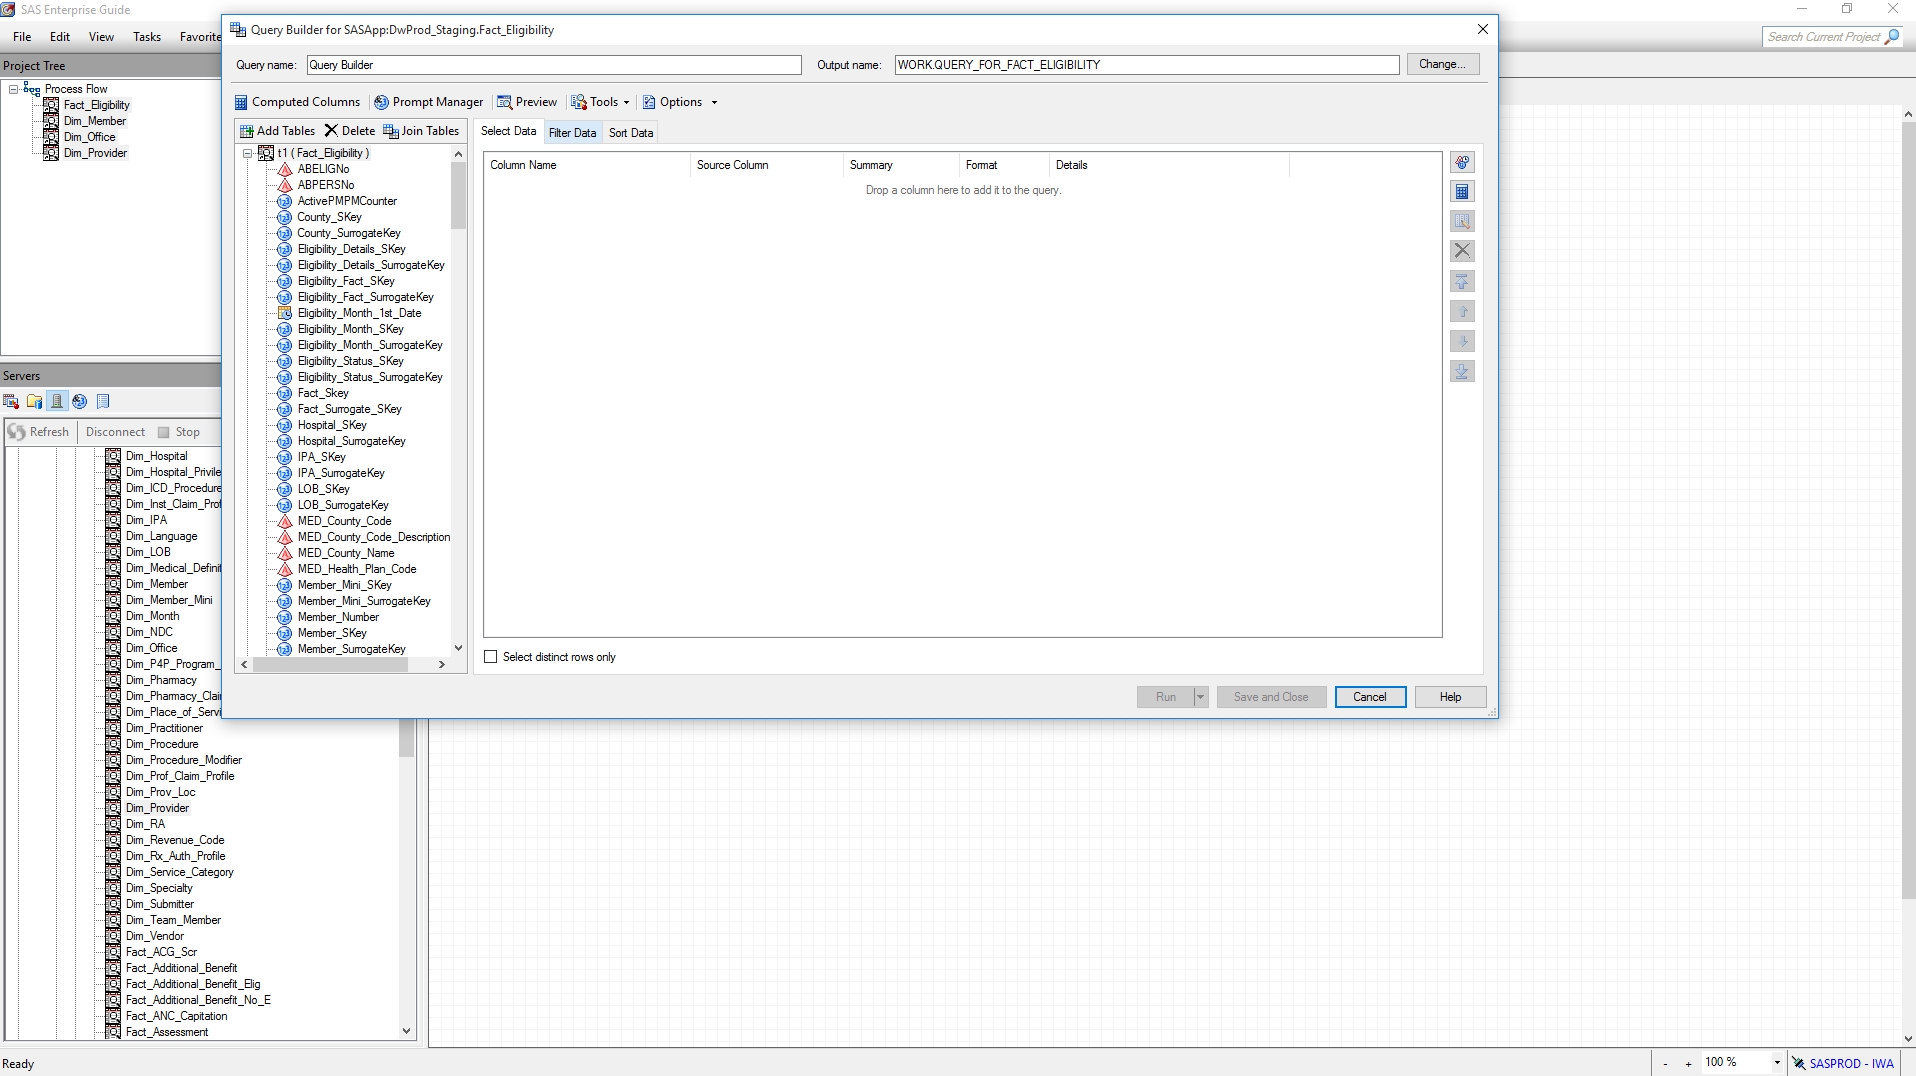 SAS Enterprise Guide
File Edit View Tasks Favorite
Search Current Project
Project Tree
Process Flow
Fact_Eligibility
Dim_Member
Dim_Office
Dim_Provider
Servers
Refresh Disconnect Stop
Dim_Hospital
Dim_Hospital_Privile
Dim_ICD_Procedure
Dim_Inst_Claim_Prof
Dim_IPA
Dim_Language
Dim_LOB
Dim_Medical_Definit
Dim_Member
Dim_Member_Mini
Dim_Month
Dim_NDC
Dim_Office
Dim_P4P_Program_
Dim_Pharmacy
Dim_Pharmacy_Clai
Dim_Place_of_Servi
Dim_Practitioner
Dim_Procedure
Dim_Procedure_Modifier
Dim_Prof_Claim_Profile
Dim_Prov_Loc
Dim_Provider
Dim_RA
Dim_Revenue_Code
Dim_Rx_Auth_Profile
Dim_Service_Category
Dim_Specialty
Dim_Submitter
Dim_Team_Member
Dim_Vendor
Fact_ACG_Scr
Fact_Additional_Benefit
Fact_Additional_Benefit_Elig
Fact_Additional_Benefit_No_E
Fact_ANC_Capitation
Fact_Assessment
Query Builder for SASApp:DwProd_Staging.Fact_Eligibility
Query name: Query Builder Output name: WORK.QUERY_FOR_FACT_ELIGIBILITY Change...
Computed Columns Prompt Manager Preview Tools Options
Add Tables Delete Join Tables
t1 ( Fact_Eligibility )
ABELIGNo
ABPERSNo
ActivePMPMCounter
County_SKey
County_SurrogateKey
Eligibility_Details_SKey
Eligibility_Details_SurrogateKey
Eligibility_Fact_SKey
Eligibility_Fact_SurrogateKey
Eligibility_Month_1st_Date
Eligibility_Month_SKey
Eligibility_Month_SurrogateKey
Eligibility_Status_SKey
Eligibility_Status_SurrogateKey
Fact_Skey
Fact_Surrogate_SKey
Hospital_SKey
Hospital_SurrogateKey
IPA_SKey
IPA_SurrogateKey
LOB_SKey
LOB_SurrogateKey
MED_County_Code
MED_County_Code_Description
MED_County_Name
MED_Health_Plan_Code
Member_Mini_SKey
Member_Mini_SurrogateKey
Member_Number
Member_SKey
Member_SurrogateKey
Select Data Filter Data Sort Data
Column Name Source Column Summary Format Details
Drop a column here to add it to the query.
Select distinct rows only
Run Save and Close Cancel Help
Ready
- + 100 % SASPROD - IWA